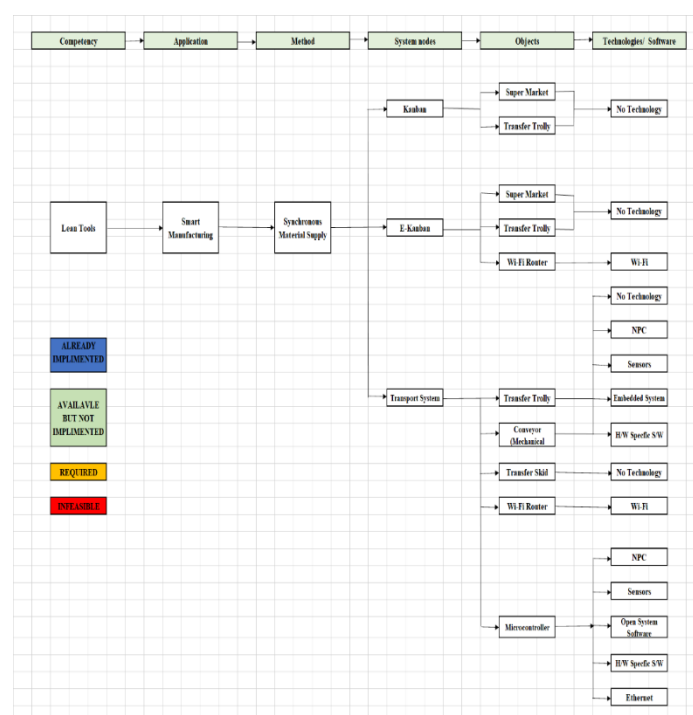 Competency
Application
Method
System nodes
Objects
Technologies/ Software
Kanban
Super Market
Transfer Trolly
No Technology
Lean Tools
Smart
Manufacturing
Synchronous
Material Supply
E-Kanban
Super Market
Transfer Trolly
Wi-Fi Router
No Technology
Wi-Fi
No Technology
NPC
Sensors
Transport System
Transfer Trolly
Embedded System
Conveyor
(Mechanical
H/W Specfic S/W
Transfer Skid
No Technology
Wi-Fi Router
Wi-Fi
NPC
Sensors
Microcontroller
Open System
Software
H/W Specfic S/W
Ethernet
ALREADY
IMPLIMENTED
AVAILAVLE
BUT NOT
IMPLIMENTED
REQUIRED
INFEASIBLE